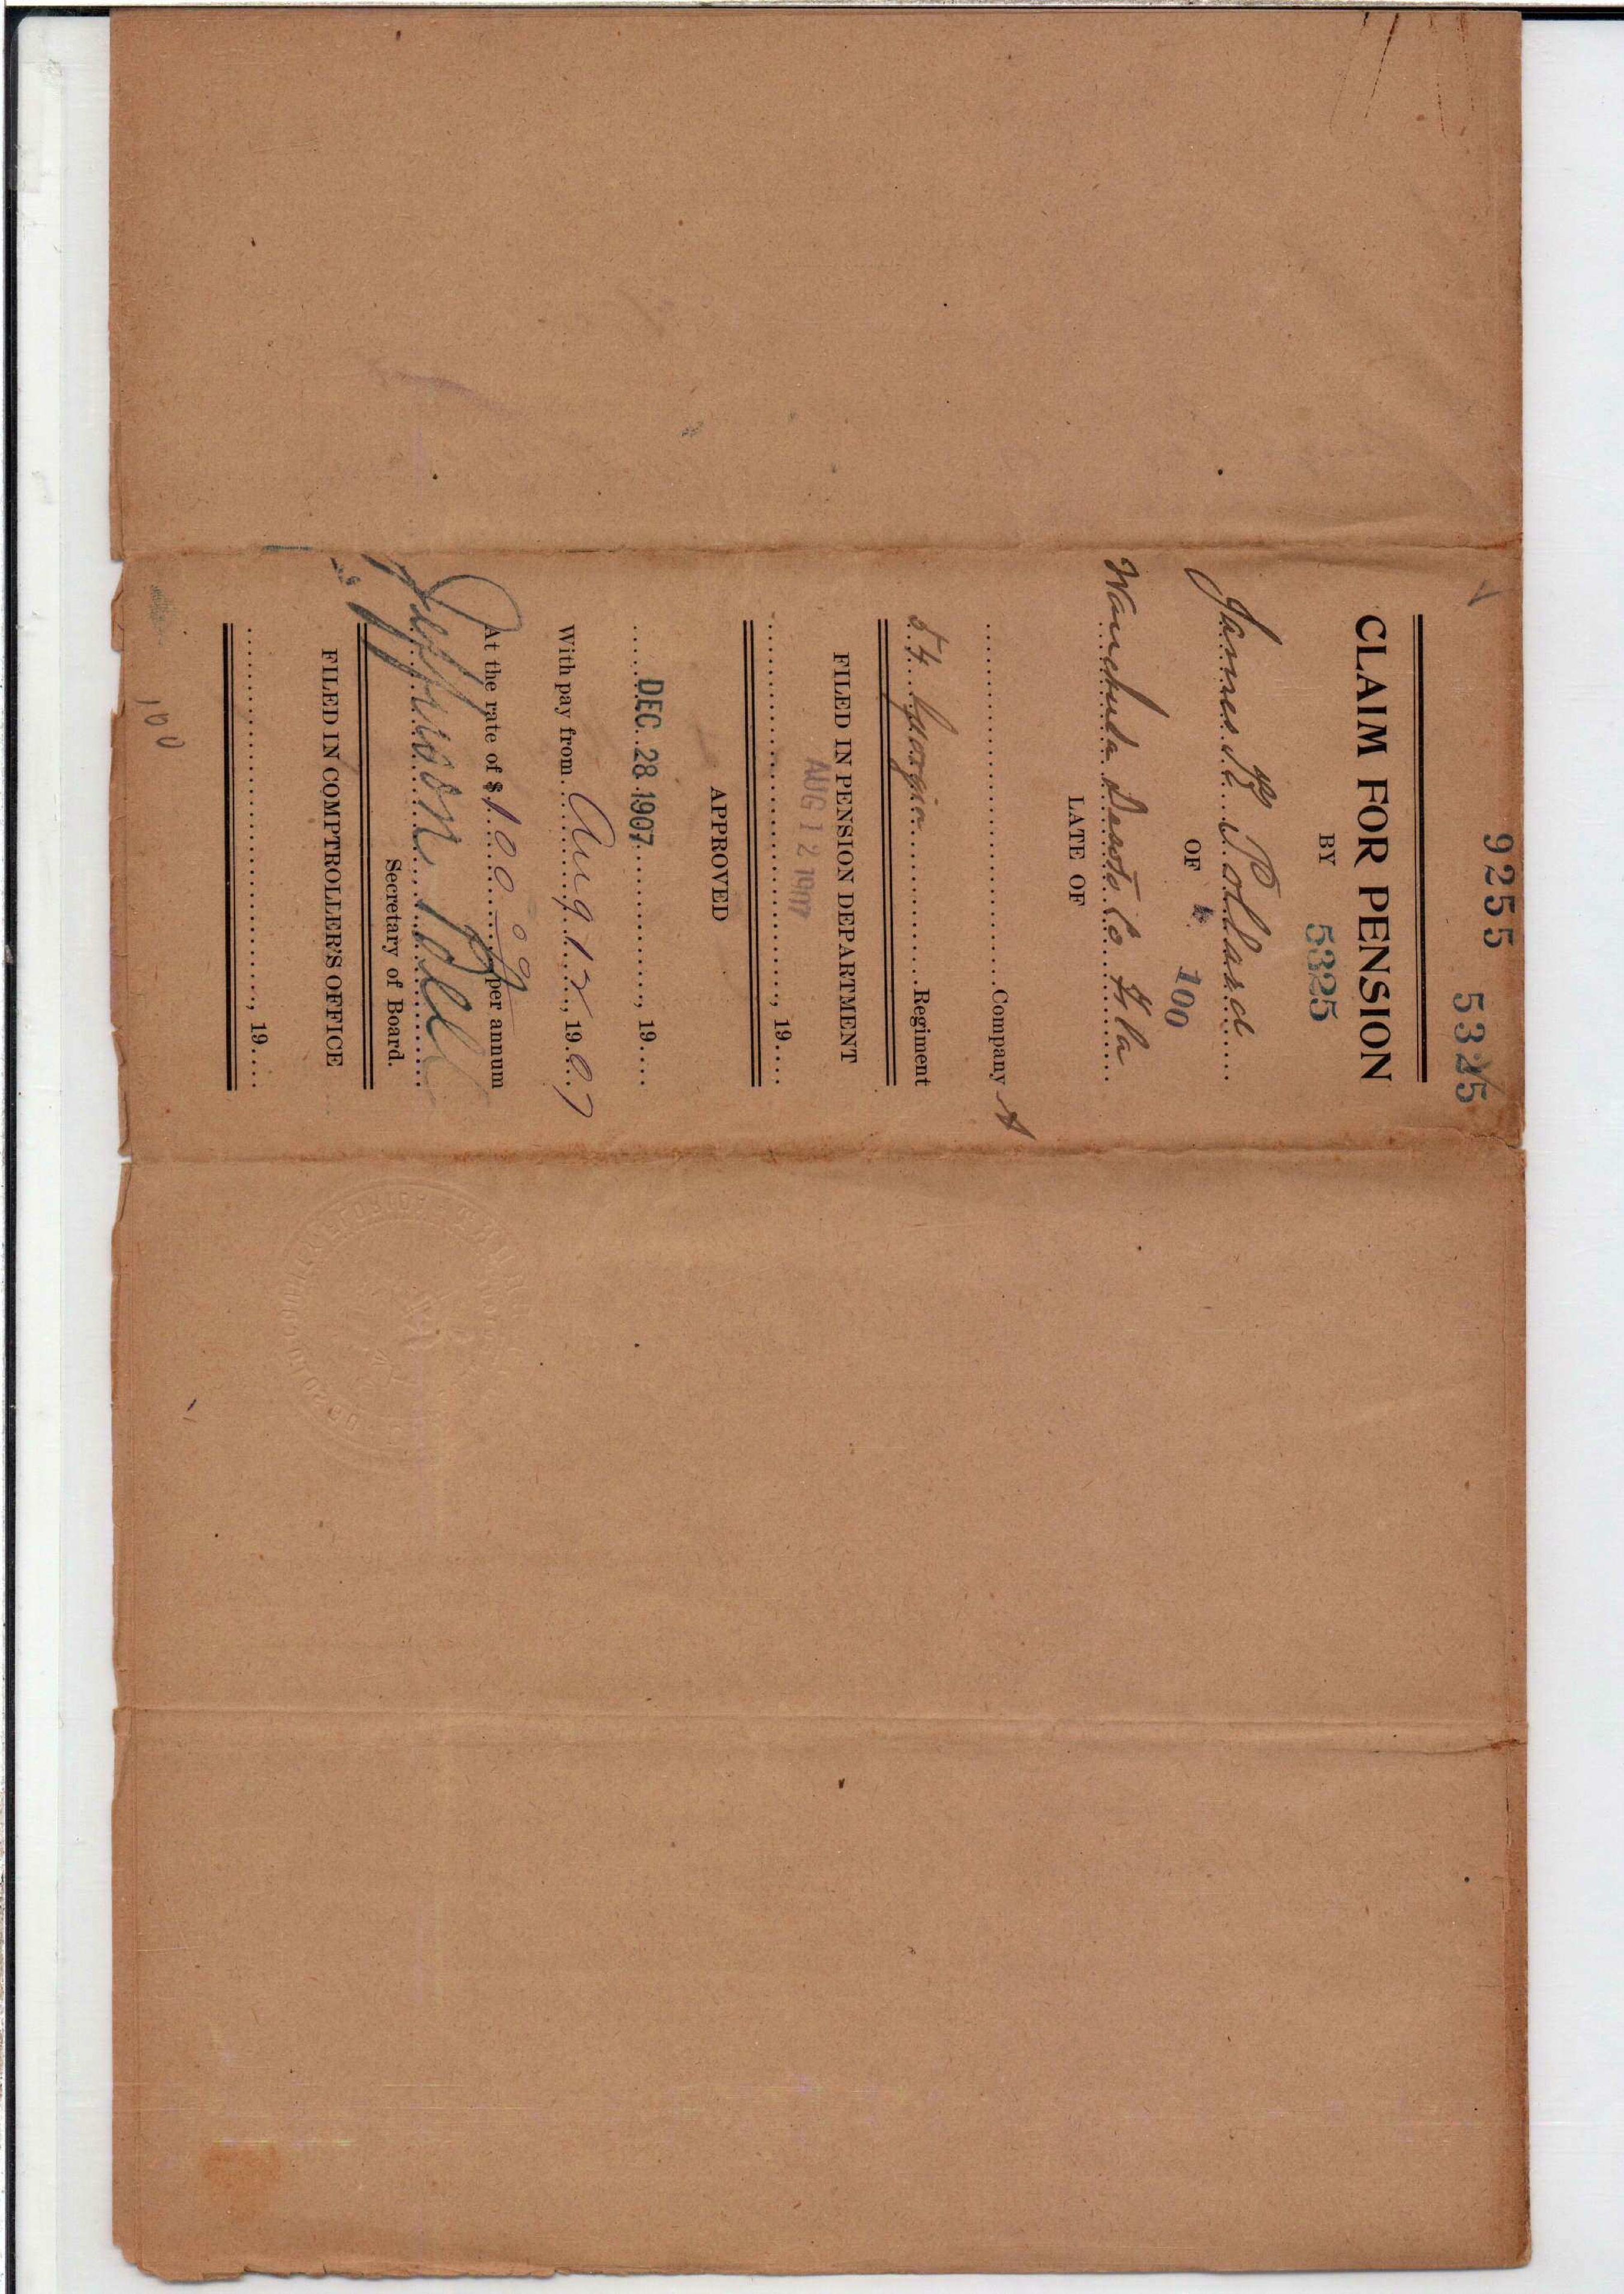 9255
5325
CLAIM FOR PENSION
BY 5325
James R Pollard
OF
100
Wauchula Desoto Co Fla
LATE OF
Company A
54 Georgia Regiment
FILED IN PENSION DEPARTMENT
AUG 12 1907
, 19
APPROVED
DEC 28 1907, 19
With pay from Aug 12, 1907
At the rate of $100 00 per annum
Secretary of Board.
FILED IN COMPTROLLER'S OFFICE
, 19
100